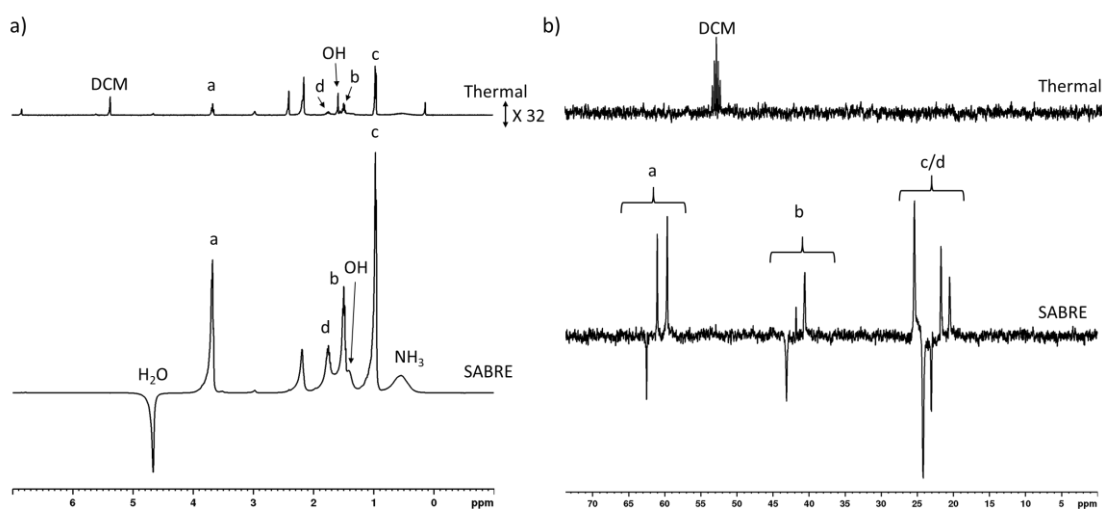 a)
DCM
a
d
OH
b
c
Thermal
X 32
c
a
b
OH
d
NH₃
H₂O
SABRE
6 5 4 3 2 1 0 ppm
b)
DCM
Thermal
a
b
c/d
SABRE
70 65 60 55 50 45 40 35 30 25 20 15 10 5 ppm